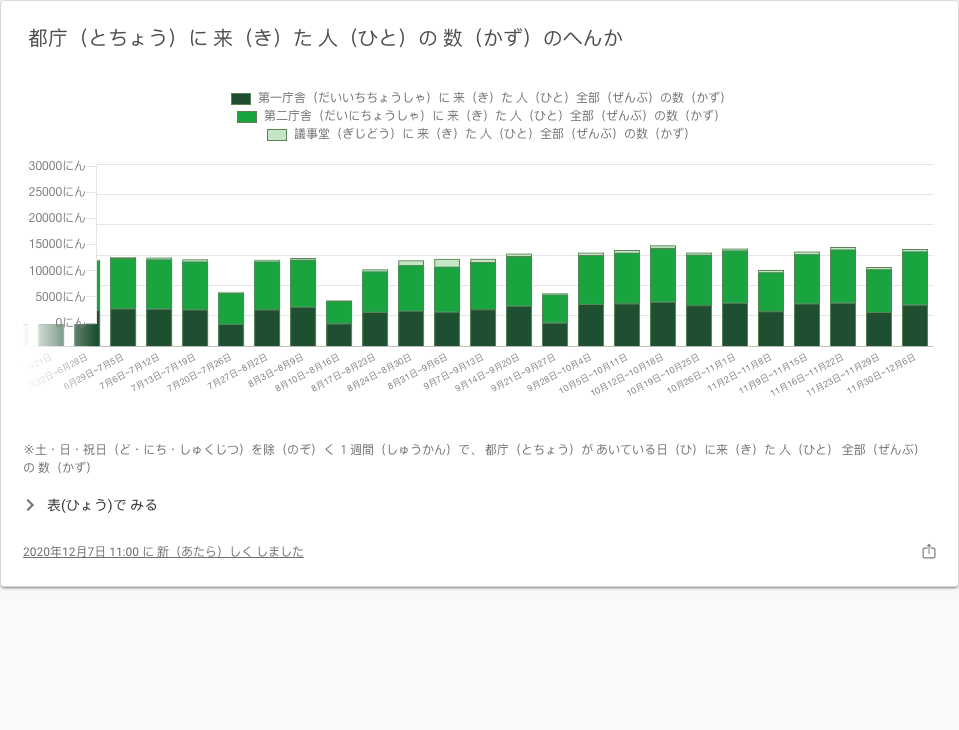 都庁（とちょう）に 来（き）た 人（ひと）の 数（かず）のへんか
第一庁舎（だいいちちょうしゃ）に 来（き）た 人（ひと）全部（ぜんぶ）の数（かず）
第二庁舎（だいにちょうしゃ）に 来（き）た 人（ひと）全部（ぜんぶ）の数（かず）
議事堂（ぎじどう）に 来（き）た 人（ひと）全部（ぜんぶ）の数（かず）
30000にん
25000にん
20000にん
15000にん
10000にん
5000にん
0にん
6月29日~7月5日
7月6日~7月12日
7月13日~7月19日
7月20日~7月26日
7月27日~8月2日
8月3日~8月9日
8月10日~8月16日
8月17日~8月23日
8月24日~8月30日
8月31日~9月6日
9月7日~9月13日
9月14日~9月20日
9月21日~9月27日
9月28日~10月4日
10月5日~10月11日
10月12日~10月18日
10月19日~10月25日
10月26日~11月1日
11月2日~11月8日
11月9日~11月15日
11月16日~11月22日
11月23日~11月29日
11月30日~12月6日
※土・日・祝日（ど・にち・しゅくじつ）を除（のぞ）く 1 週間（しゅうかん）で、 都庁（とちょう）が あいている日（ひ）に来（き）た 人（ひと） 全部（ぜんぶ）
の 数（かず）
表(ひょう)で みる
2020年12月7日 11:00 に 新（あたら）しく しました